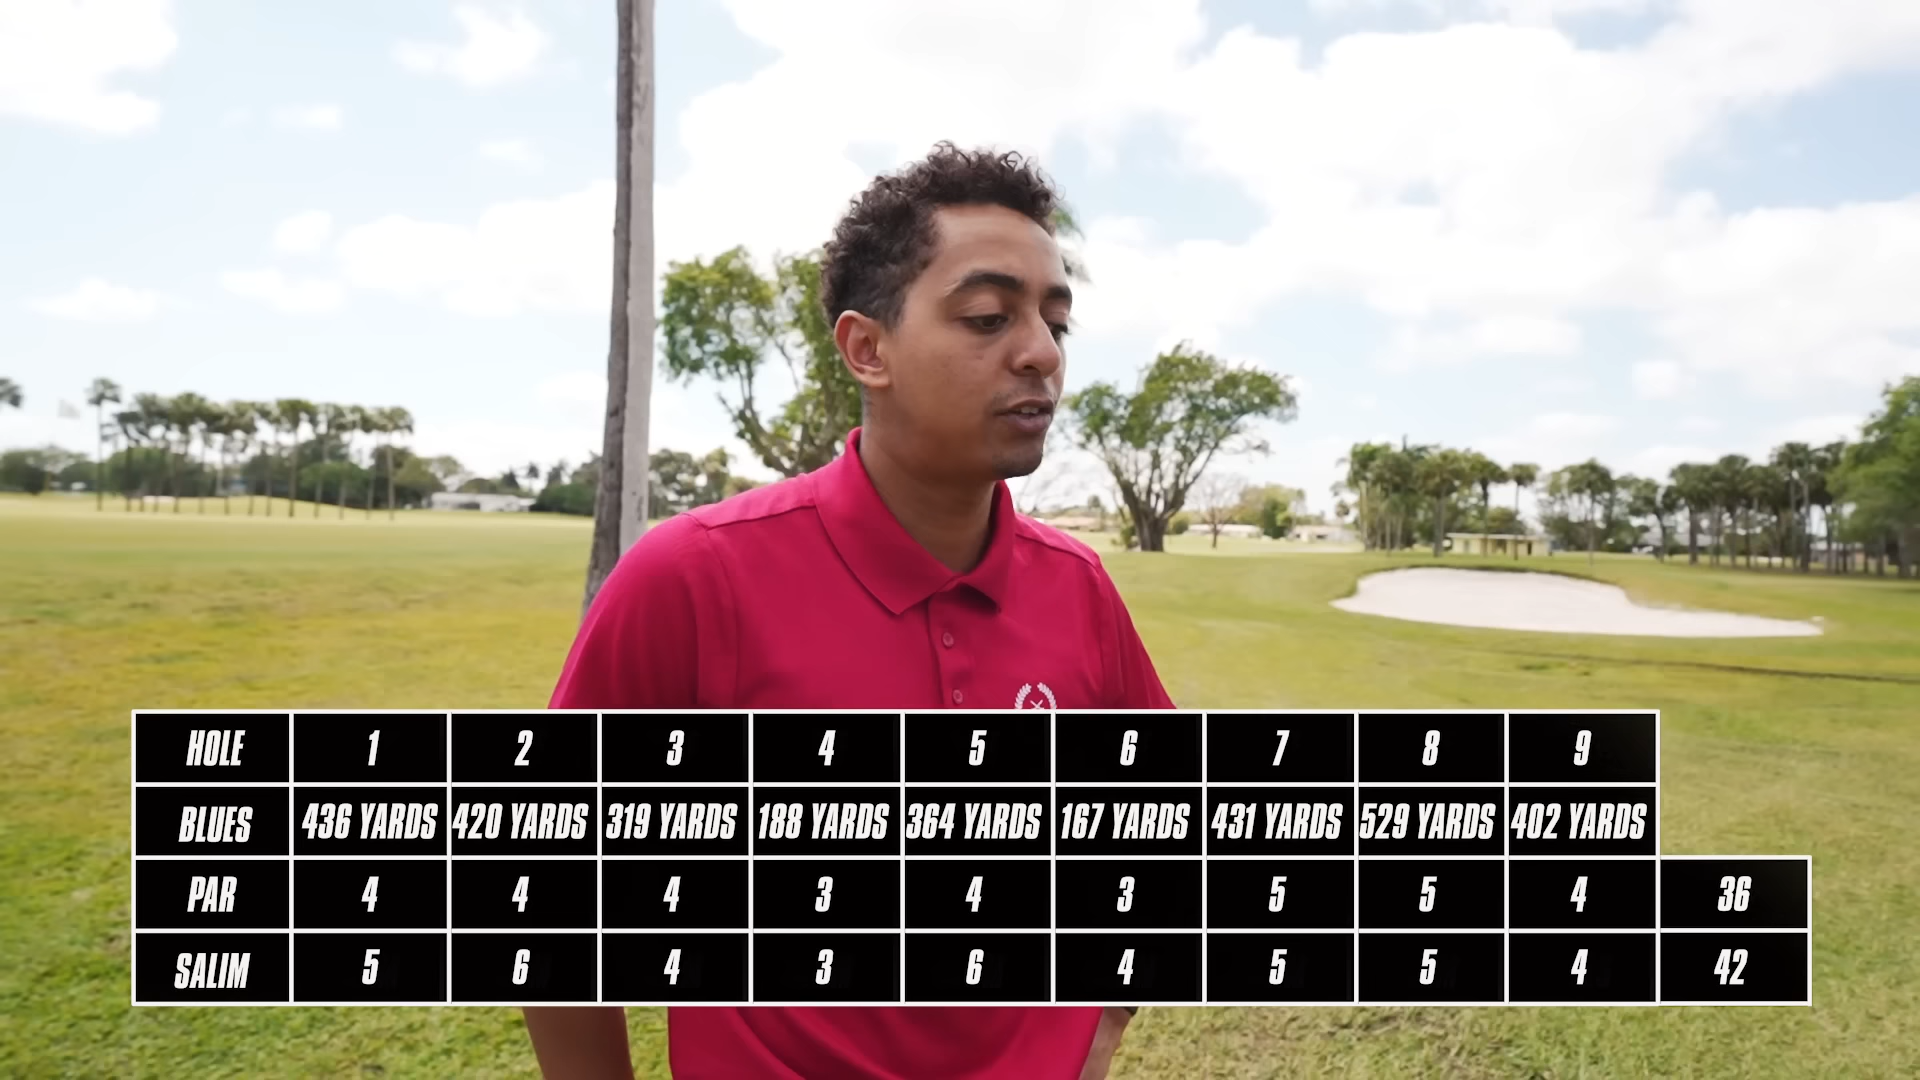 HOLE 1 2 3 4 5 6 7 8 9
BLUES 436 YARDS 420 YARDS 319 YARDS 188 YARDS 364 YARDS 167 YARDS 431 YARDS 529 YARDS 402 YARDS
PAR 4 4 4 3 4 3 5 5 4 36
SALIM 5 6 4 3 6 4 5 5 4 42